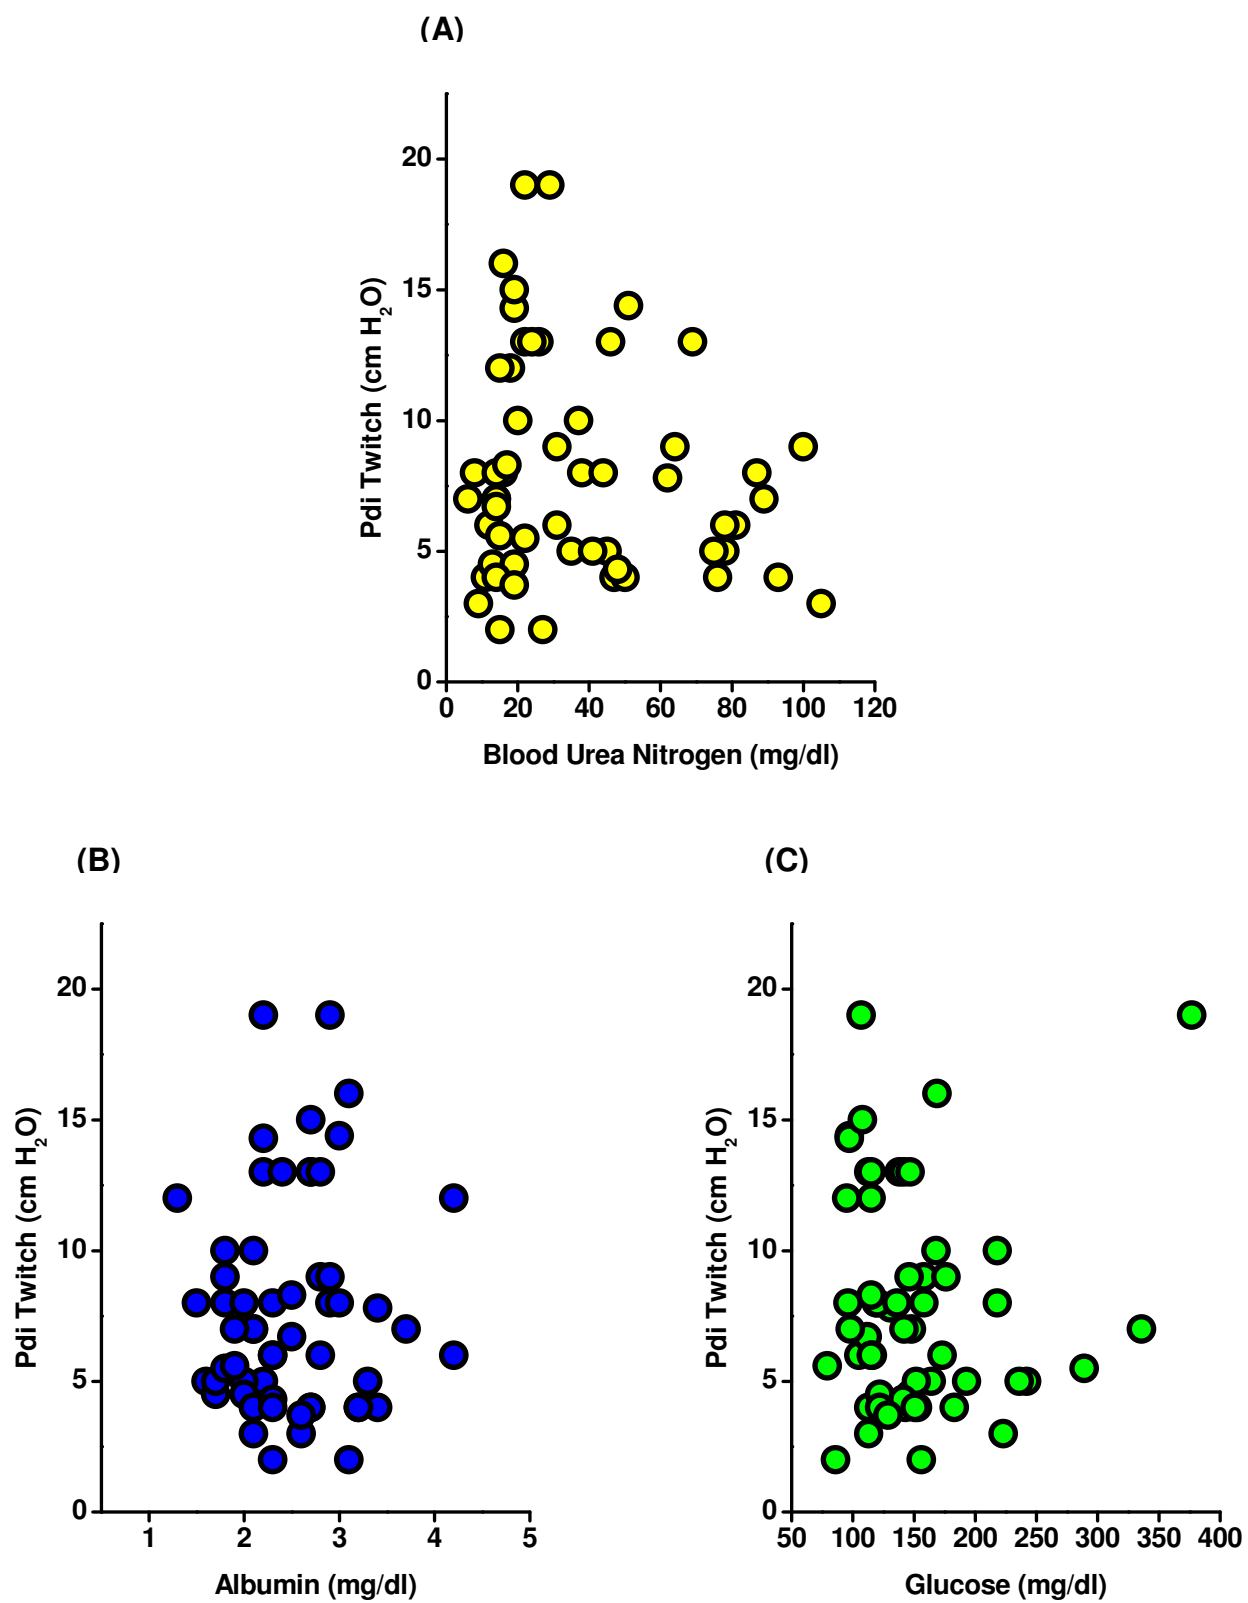 (A)
20
15
10
5
0
Pdi Twitch (cm H₂O)
0 20 40 60 80 100 120
Blood Urea Nitrogen (mg/dl)
(B)
20
15
10
5
0
Pdi Twitch (cm H₂O)
1 2 3 4 5
Albumin (mg/dl)
(C)
20
15
10
5
0
Pdi Twitch (cm H₂O)
50 100 150 200 250 300 350 400
Glucose (mg/dl)